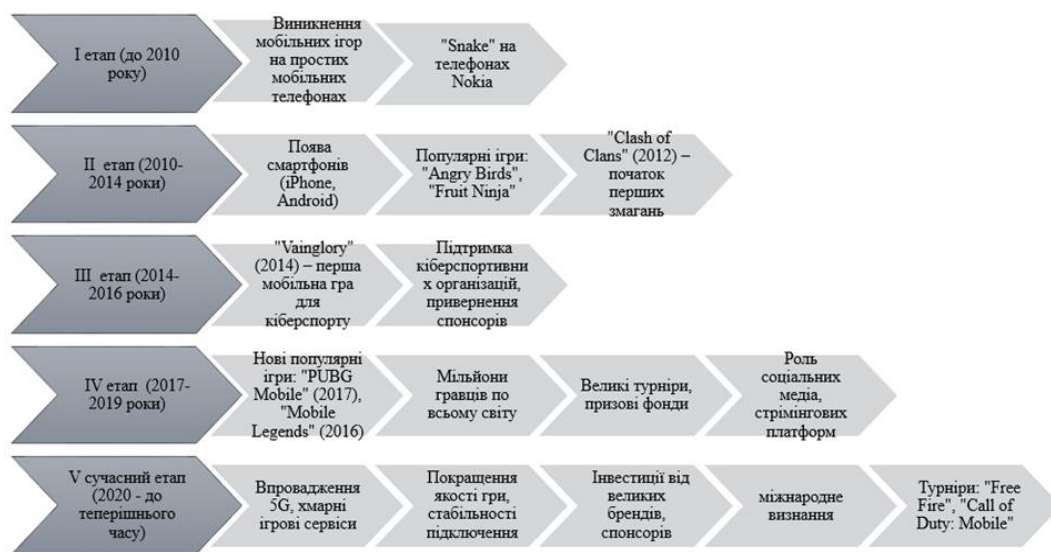 І етап (до 2010
року)
Виникнення
мобільних ігор
на простих
мобільних
телефонах
"Snake" на
телефонах
Nokia
ІІ етап (2010-
2014 роки)
Поява
смартфонів
(iPhone,
Android)
Популярні ігри:
"Angry Birds",
"Fruit Ninja"
"Clash of
Clans" (2012) –
початок
перших
змагань
ІІІ етап (2014-
2016 роки)
"Vainglory"
(2014) – перша
мобільна гра
для
кіберспорту
Підтримка
кіберспортивни
х організацій,
привернення
спонсорів
IV етап (2017-
2019 роки)
Нові популярні
ігри: "PUBG
Mobile" (2017),
"Mobile
Legends" (2016)
Мільйони
гравців по
всьому світу
Великі турніри,
призові фонди
Роль
соціальних
медіа,
стрімінгових
платформ
V сучасний етап
(2020 - до
теперішнього
часу)
Впровадження
5G, хмарні
ігрові сервіси
Покращення
якості гри,
стабільності
підключення
Інвестиції від
великих
брендів,
спонсорів
міжнародне
визнання
Турніри: "Free
Fire", "Call of
Duty: Mobile"